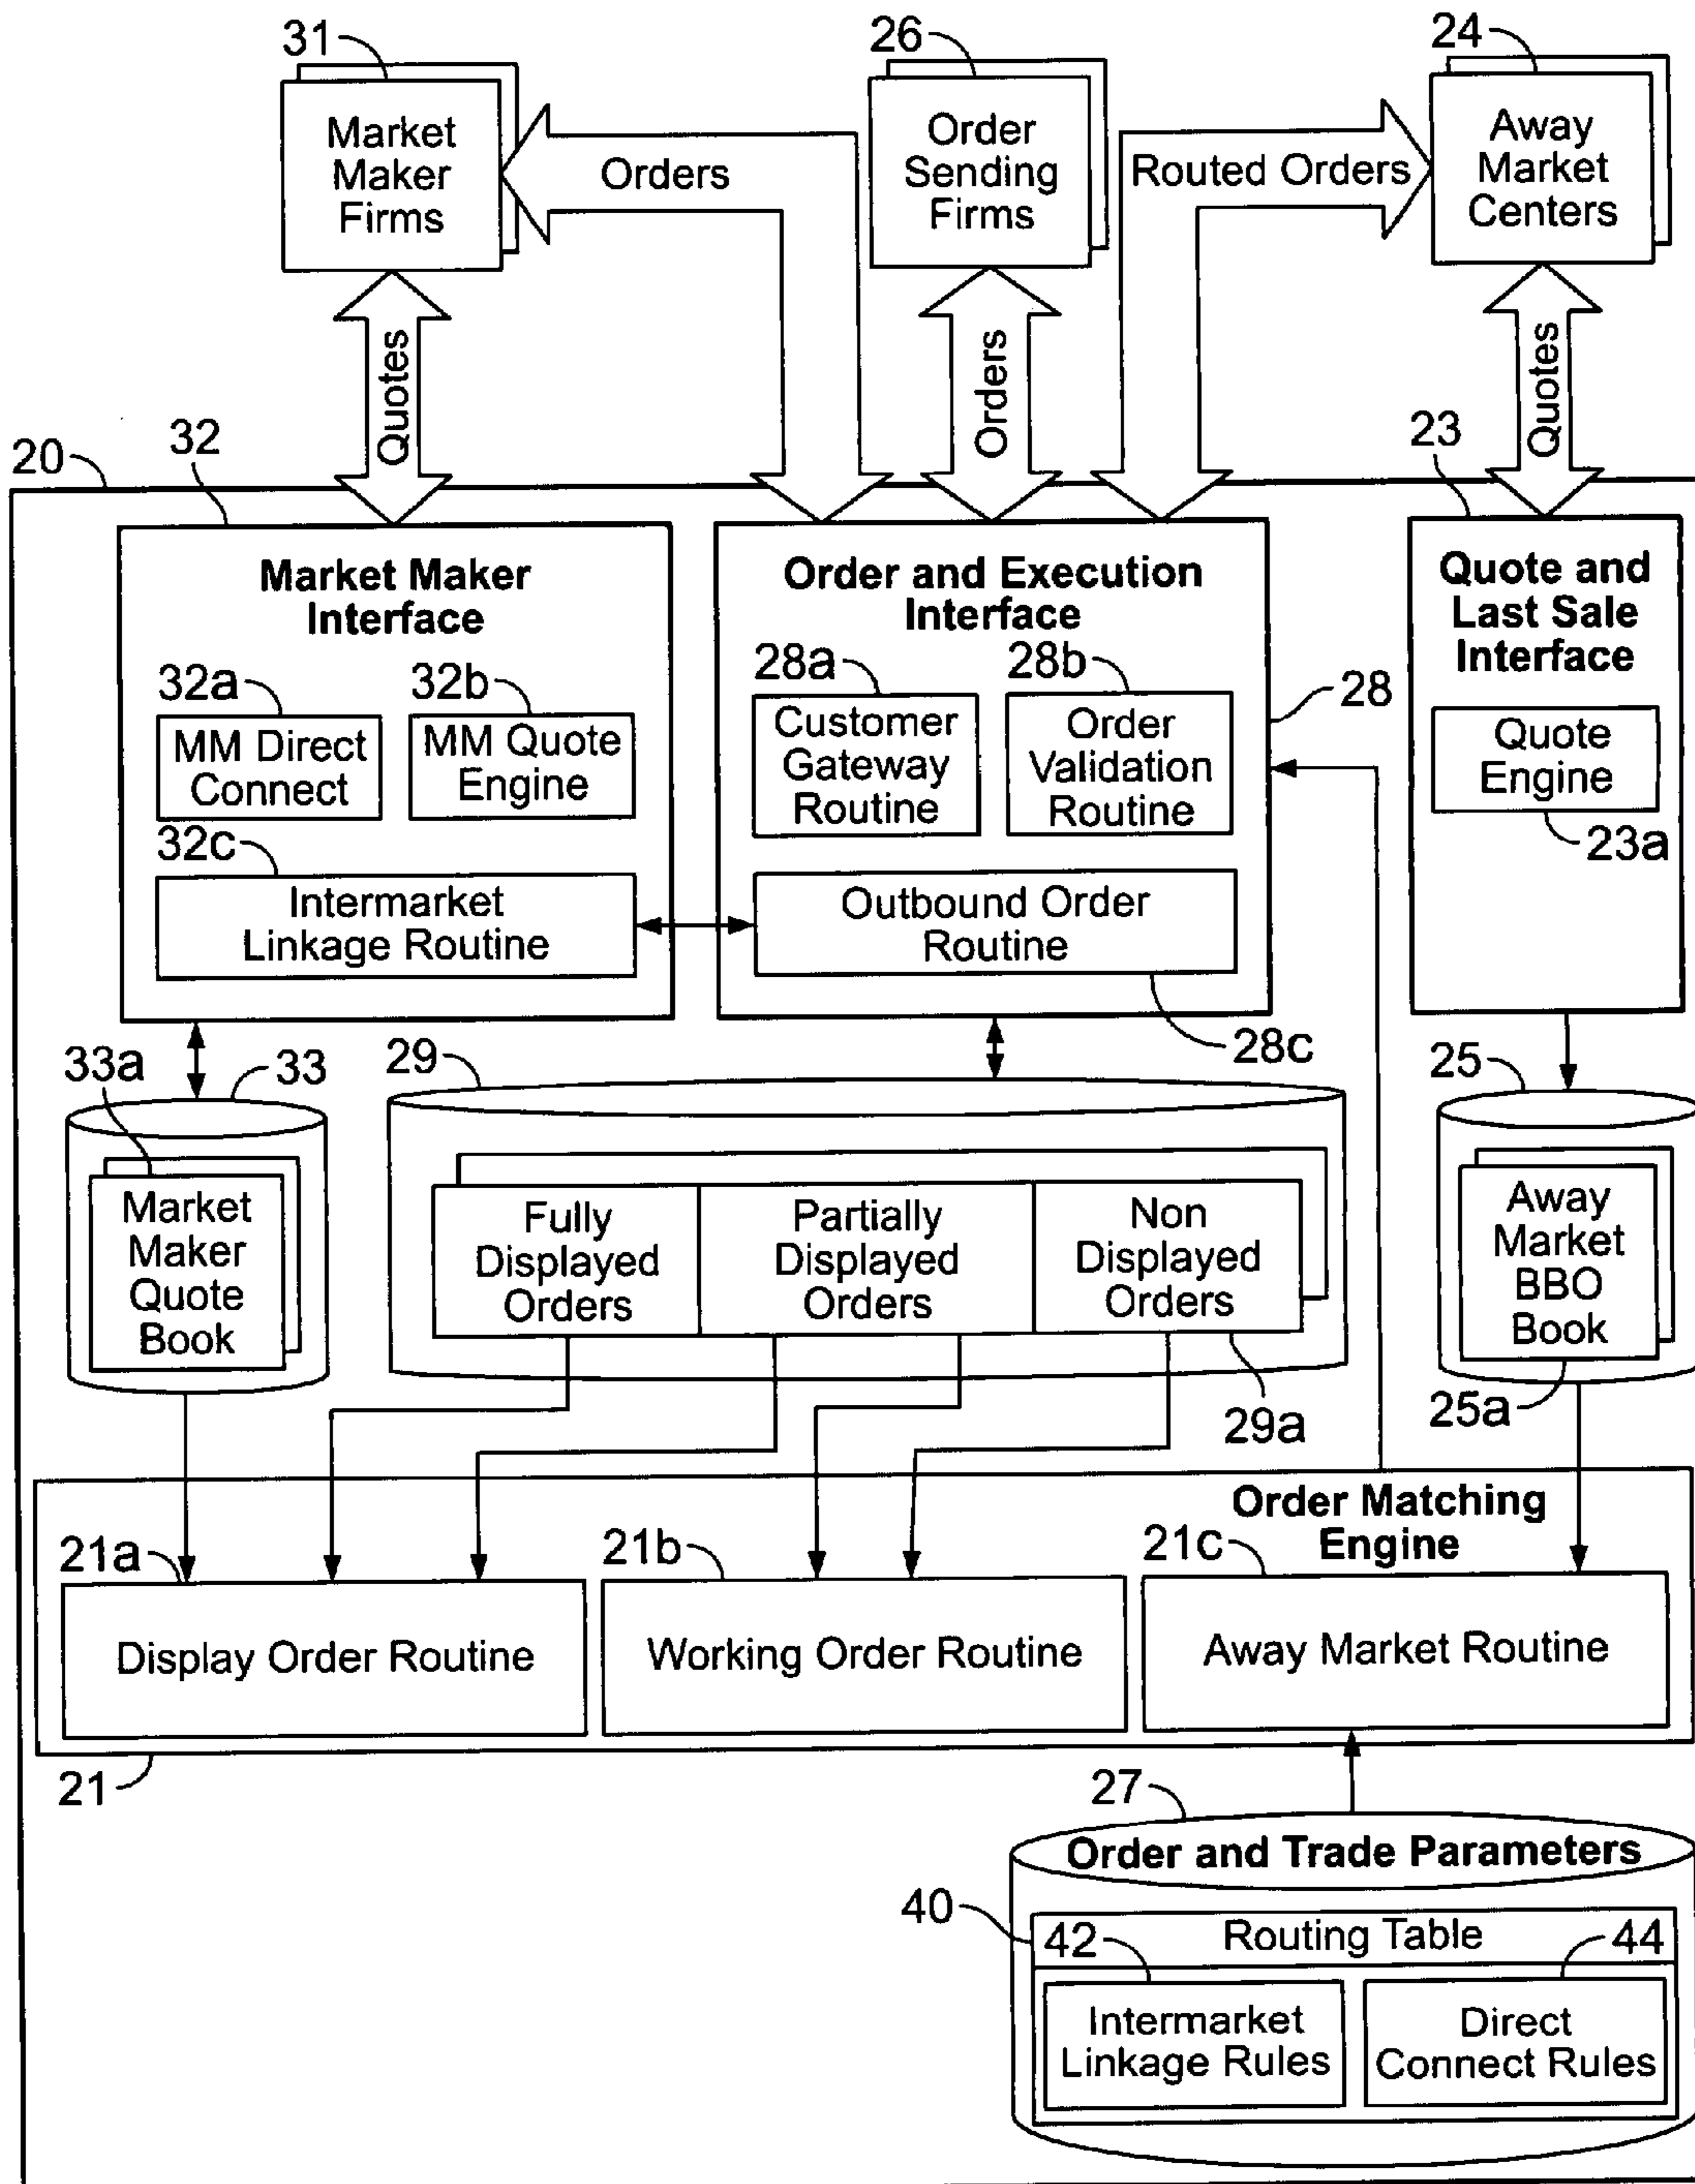 31
26
24
Market
Maker
Firms
Orders
Order
Sending
Firms
Routed Orders
Away
Market
Centers
Quotes
Orders
Quotes
20
32
23
Market Maker
Interface
32a
32b
MM Direct
Connect
MM Quote
Engine
32c
Intermarket
Linkage Routine
Order and Execution
Interface
28a
28b
28
Customer
Gateway
Routine
Order
Validation
Routine
Outbound Order
Routine
28c
Quote and
Last Sale
Interface
Quote
Engine
23a
33a
33
29
25
Market
Maker
Quote
Book
Fully
Displayed
Orders
Partially
Displayed
Orders
Non
Displayed
Orders
29a
Away
Market
BBO
Book
25a
Order Matching
Engine
21a
21b
21c
Display Order Routine
Working Order Routine
Away Market Routine
21
27
Order and Trade Parameters
40
Routing Table
42
44
Intermarket
Linkage Rules
Direct
Connect Rules